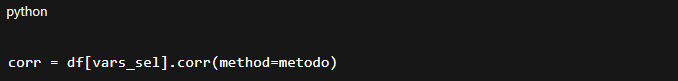 python
corr = df[vars_sel].corr(method=metodo)